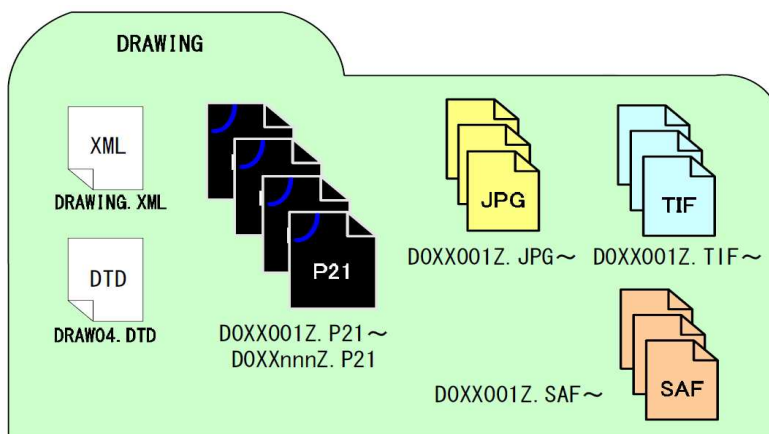 DRAWING
XML
DRAWING.XML
DTD
DRAW04.DTD
P21
D0XX001Z.P21～
D0XXnnnZ.P21
JPG
D0XX001Z.JPG～
TIF
D0XX001Z.TIF～
SAF
D0XX001Z.SAF～